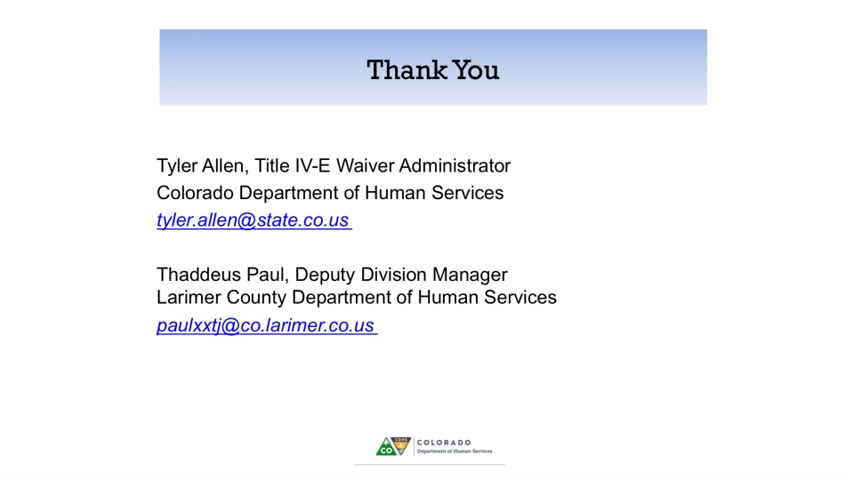 Thank You
Tyler Allen, Title IV-E Waiver Administrator
Colorado Department of Human Services
tyler.allen@state.co.us
Thaddeus Paul, Deputy Division Manager
Larimer County Department of Human Services
paulxxtj@co.larimer.co.us
CO CDHS COLORADO
Department of Human Services